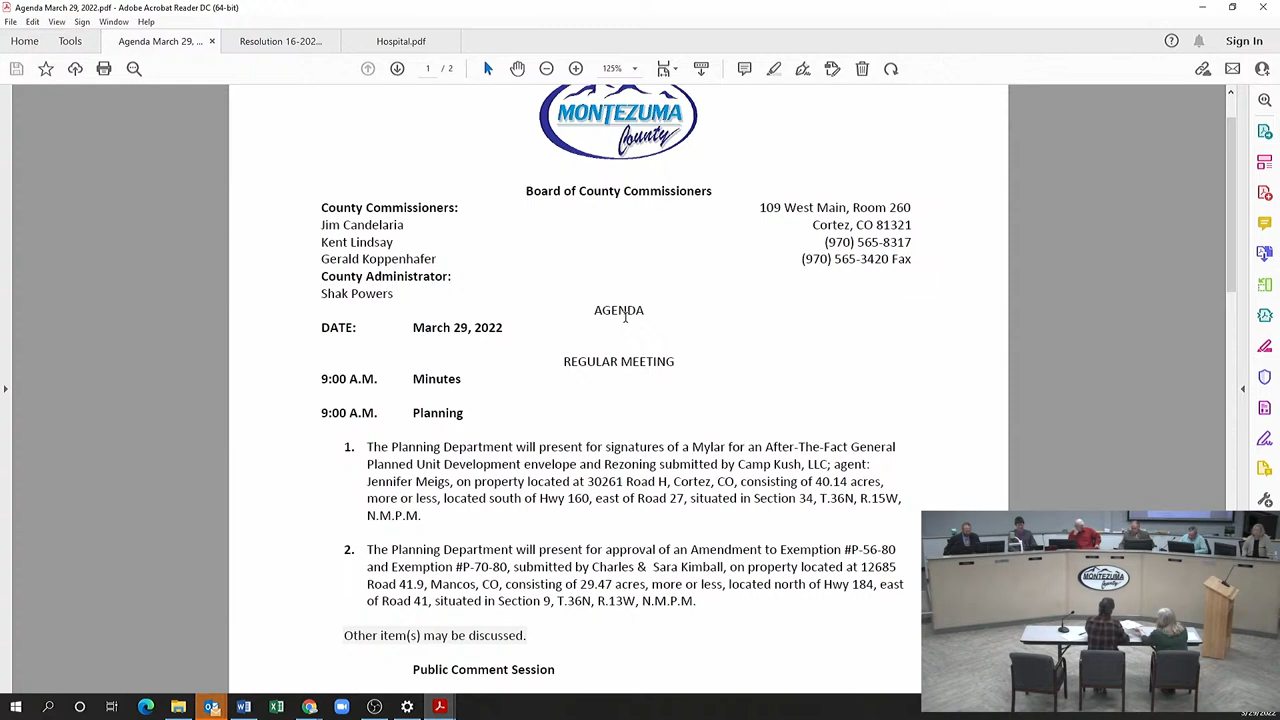 Agenda March 29, 2022.pdf - Adobe Acrobat Reader DC (64-bit)
File Edit View Sign Window Help
Home Tools Agenda March 29, ... × Resolution 16-202... Hospital.pdf Sign In
1 / 2 125%
MONTEZUMA
County
Board of County Commissioners
County Commissioners: 109 West Main, Room 260
Jim Candelaria Cortez, CO 81321
Kent Lindsay (970) 565-8317
Gerald Koppenhafer (970) 565-3420 Fax
County Administrator:
Shak Powers
AGENDA
DATE: March 29, 2022
REGULAR MEETING
9:00 A.M. Minutes
9:00 A.M. Planning
1. The Planning Department will present for signatures of a Mylar for an After-The-Fact General
Planned Unit Development envelope and Rezoning submitted by Camp Kush, LLC; agent:
Jennifer Meigs, on property located at 30261 Road H, Cortez, CO, consisting of 40.14 acres,
more or less, located south of Hwy 160, east of Road 27, situated in Section 34, T.36N, R.15W,
N.M.P.M.
2. The Planning Department will present for approval of an Amendment to Exemption #P-56-80
and Exemption #P-70-80, submitted by Charles & Sara Kimball, on property located at 12685
Road 41.9, Mancos, CO, consisting of 29.47 acres, more or less, located north of Hwy 184, east
of Road 41, situated in Section 9, T.36N, R.13W, N.M.P.M.
Other item(s) may be discussed.
Public Comment Session
MONTEZUMA
3/29/2022